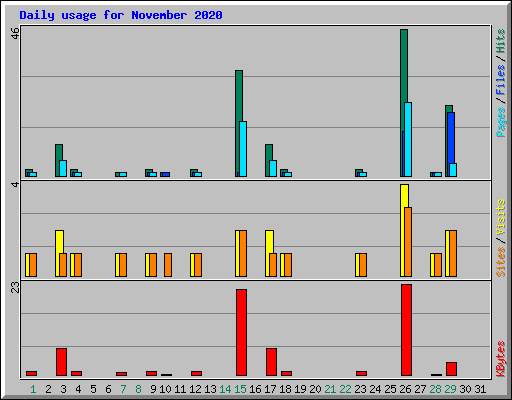 Daily usage for November 2020
46
4
23
Pages / Files / Hits
Sites / Visits
KBytes
1 2 3 4 5 6 7 8 9 10 11 12 13 14 15 16 17 18 19 20 21 22 23 24 25 26 27 28 29 30 31